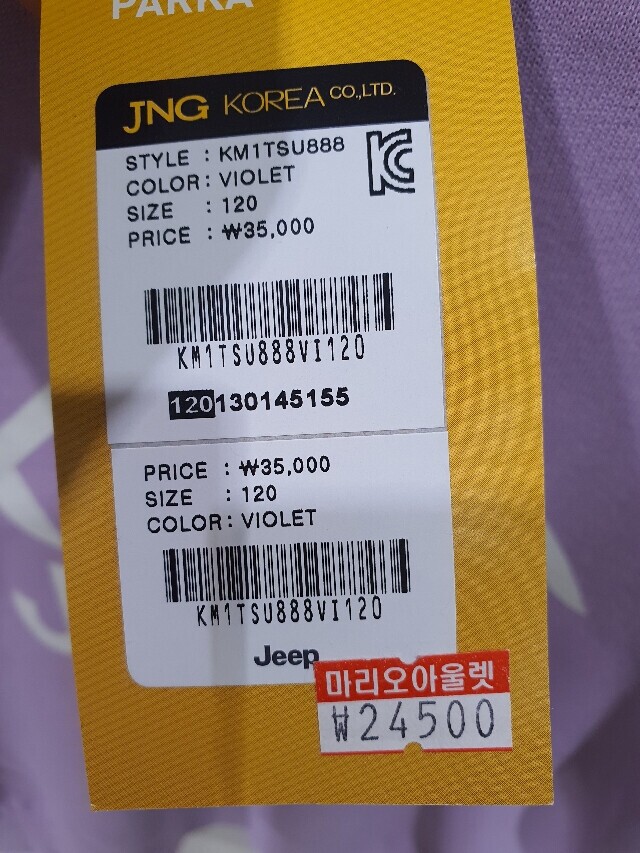 PARKA
JNG KOREA CO.,LTD.
STYLE : KM1TSU888
COLOR : VIOLET
SIZE : 120
PRICE : ₩35,000
KM1TSU888VI120
120130145155
PRICE : ₩35,000
SIZE : 120
COLOR : VIOLET
KM1TSU888VI120
Jeep
마리오아울렛
₩24500